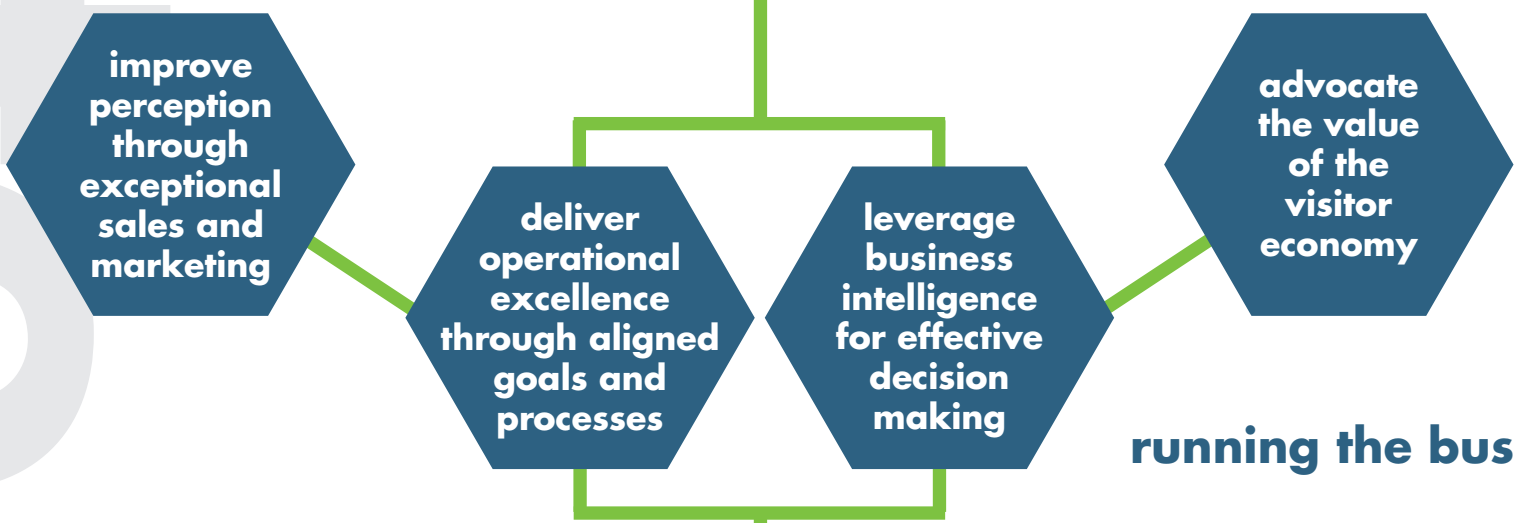 improve
perception
through
exceptional
sales and
marketing
deliver
operational
excellence
through aligned
goals and
processes
leverage
business
intelligence
for effective
decision
making
advocate
the value
of the
visitor
economy
running the bus